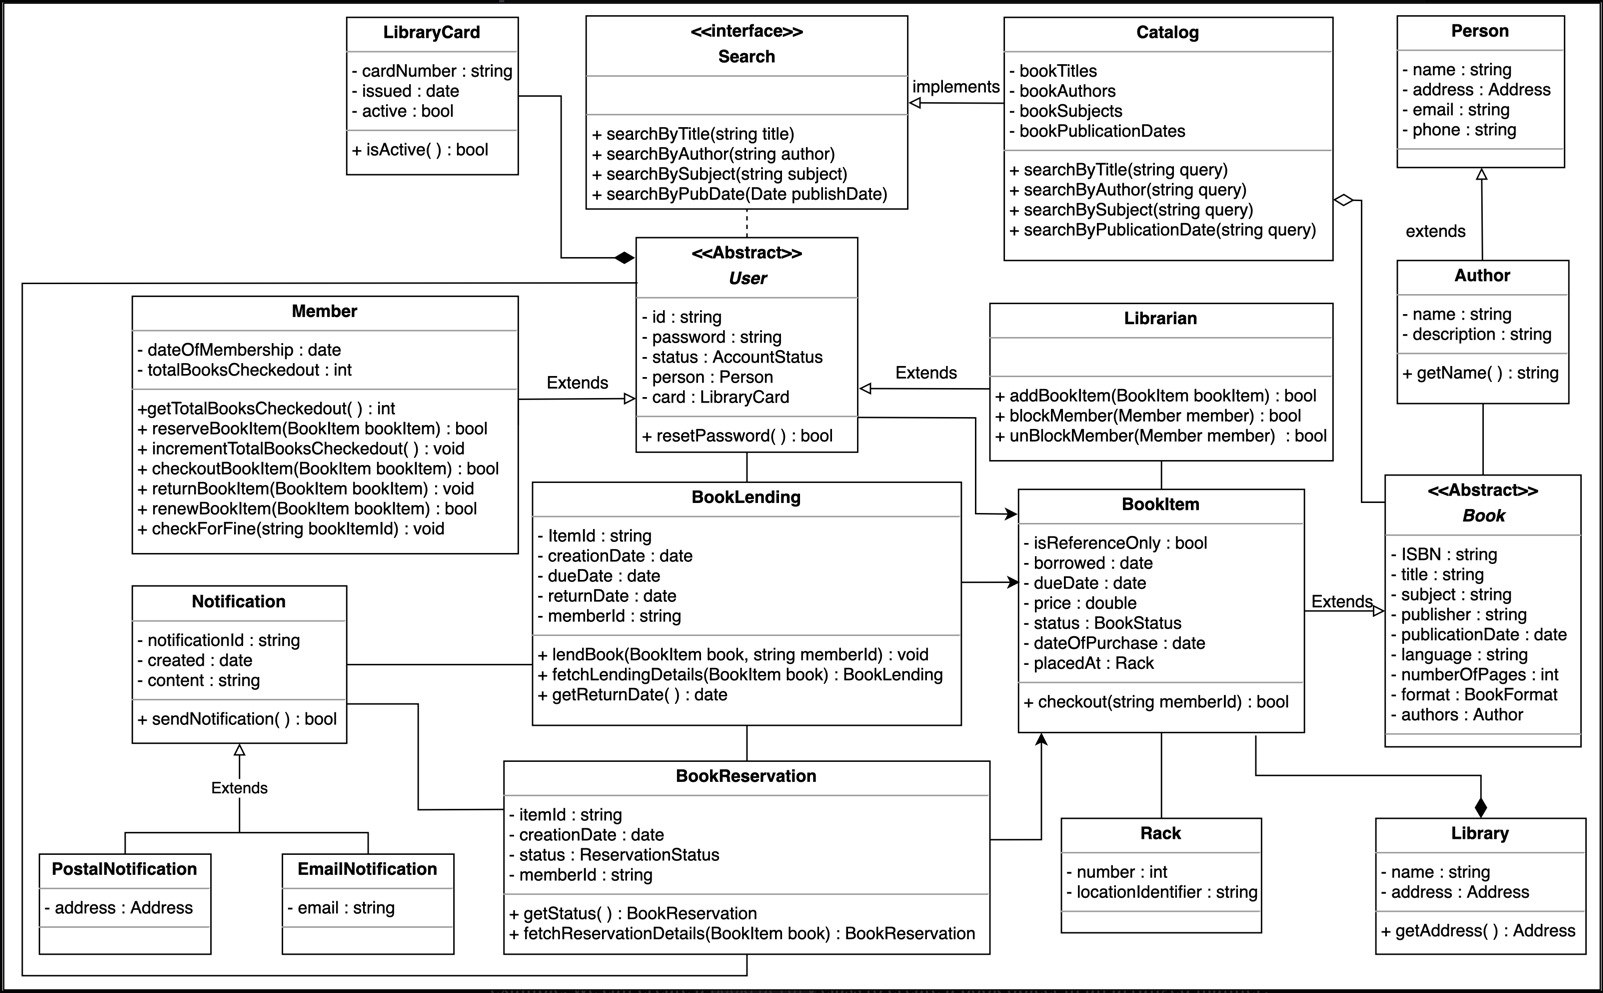 LibraryCard
- cardNumber : string
- issued : date
- active : bool
+ isActive( ) : bool
<<interface>>
Search
+ searchByTitle(string title)
+ searchByAuthor(string author)
+ searchBySubject(string subject)
+ searchByPubDate(Date publishDate)
implements
Catalog
- bookTitles
- bookAuthors
- bookSubjects
- bookPublicationDates
+ searchByTitle(string query)
+ searchByAuthor(string query)
+ searchBySubject(string query)
+ searchByPublicationDate(string query)
Person
- name : string
- address : Address
- email : string
- phone : string
extends
Author
- name : string
- description : string
+ getName( ) : string
<<Abstract>>
User
- id : string
- password : string
- status : AccountStatus
- person : Person
- card : LibraryCard
+ resetPassword( ) : bool
Member
- dateOfMembership : date
- totalBooksCheckedout : int
+getTotalBooksCheckedout( ) : int
+ reserveBookItem(BookItem bookItem) : bool
+ incrementTotalBooksCheckedout( ) : void
+ checkoutBookItem(BookItem bookItem) : bool
+ returnBookItem(BookItem bookItem) : void
+ renewBookItem(BookItem bookItem) : bool
+ checkForFine(string bookItemId) : void
Extends
Extends
Librarian
+ addBookItem(BookItem bookItem) : bool
+ blockMember(Member member) : bool
+ unBlockMember(Member member) : bool
BookLending
- ItemId : string
- creationDate : date
- dueDate : date
- returnDate : date
- memberId : string
+ lendBook(BookItem book, string memberId) : void
+ fetchLendingDetails(BookItem book) : BookLending
+ getReturnDate( ) : date
BookItem
- isReferenceOnly : bool
- borrowed : date
- dueDate : date
- price : double
- status : BookStatus
- dateOfPurchase : date
- placedAt : Rack
+ checkout(string memberId) : bool
Extends
<<Abstract>>
Book
- ISBN : string
- title : string
- subject : string
- publisher : string
- publicationDate : date
- language : string
- numberOfPages : int
- format : BookFormat
- authors : Author
Notification
- notificationId : string
- created : date
- content : string
+ sendNotification( ) : bool
Extends
PostalNotification
- address : Address
EmailNotification
- email : string
BookReservation
- itemId : string
- creationDate : date
- status : ReservationStatus
- memberId : string
+ getStatus( ) : BookReservation
+ fetchReservationDetails(BookItem book) : BookReservation
Rack
- number : int
- locationIdentifier : string
Library
- name : string
- address : Address
+ getAddress( ) : Address